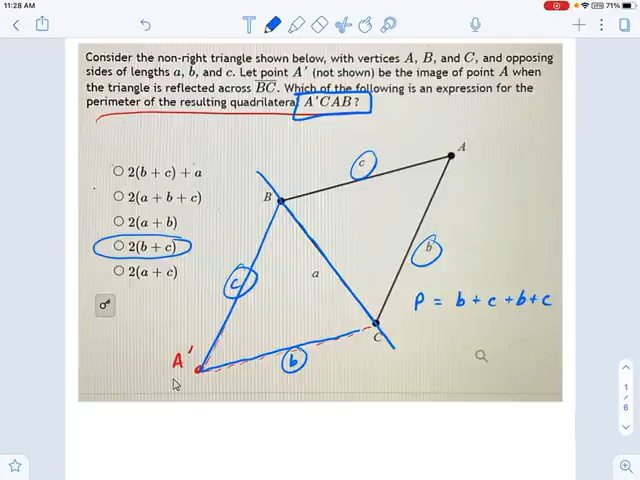 11:28 AM
71%
Consider the non-right triangle shown below, with vertices A, B, and C, and opposing
sides of lengths a, b, and c. Let point A' (not shown) be the image of point A when
the triangle is reflected across BC. Which of the following is an expression for the
perimeter of the resulting quadrilateral A'CAB?
2(b + c) + a
2(a + b + c)
2(a + b)
2(b + c)
2(a + c)
A
c
B
b
c
a
P = b + c + b + c
C
A'
b
1
/
6